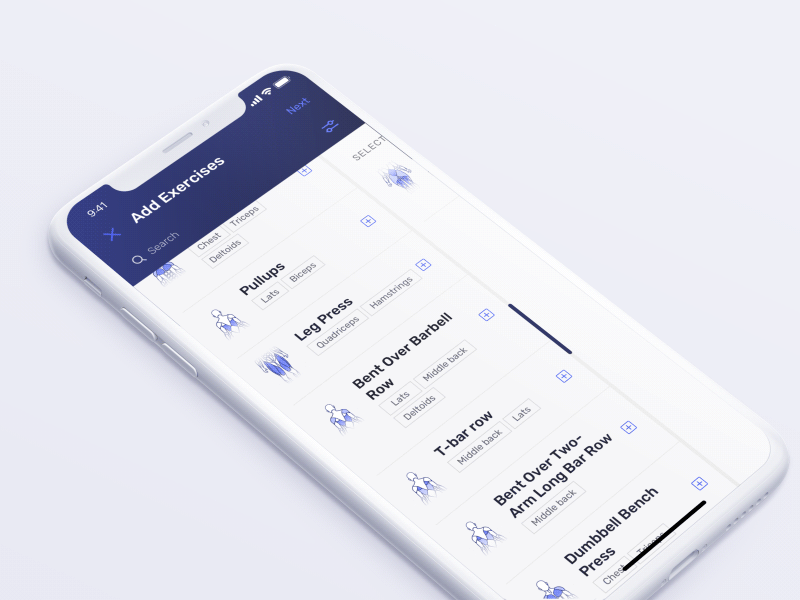 9:41
Add Exercises
Next
Search
SELECT
Chest
Triceps
Deltoids
Pullups
Lats
Biceps
Leg Press
Quadriceps
Hamstrings
Bent Over Barbell
Row
Lats
Middle back
Deltoids
T-bar row
Middle back
Lats
Bent Over Two-
Arm Long Bar Row
Middle back
Dumbbell Bench
Press
Chest
Triceps